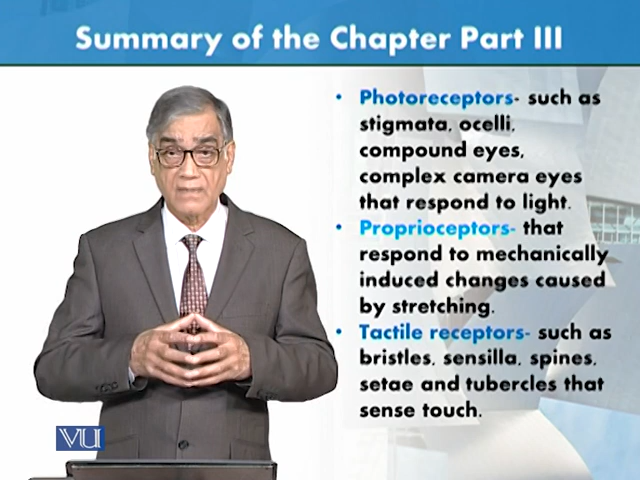 Summary of the Chapter Part III
• Photoreceptors- such as
stigmata, ocelli,
compound eyes,
complex camera eyes
that respond to light.
• Proprioceptors- that
respond to mechanically
induced changes caused
by stretching.
• Tactile receptors- such as
bristles, sensilla, spines,
setae and tubercles that
sense touch.
VU